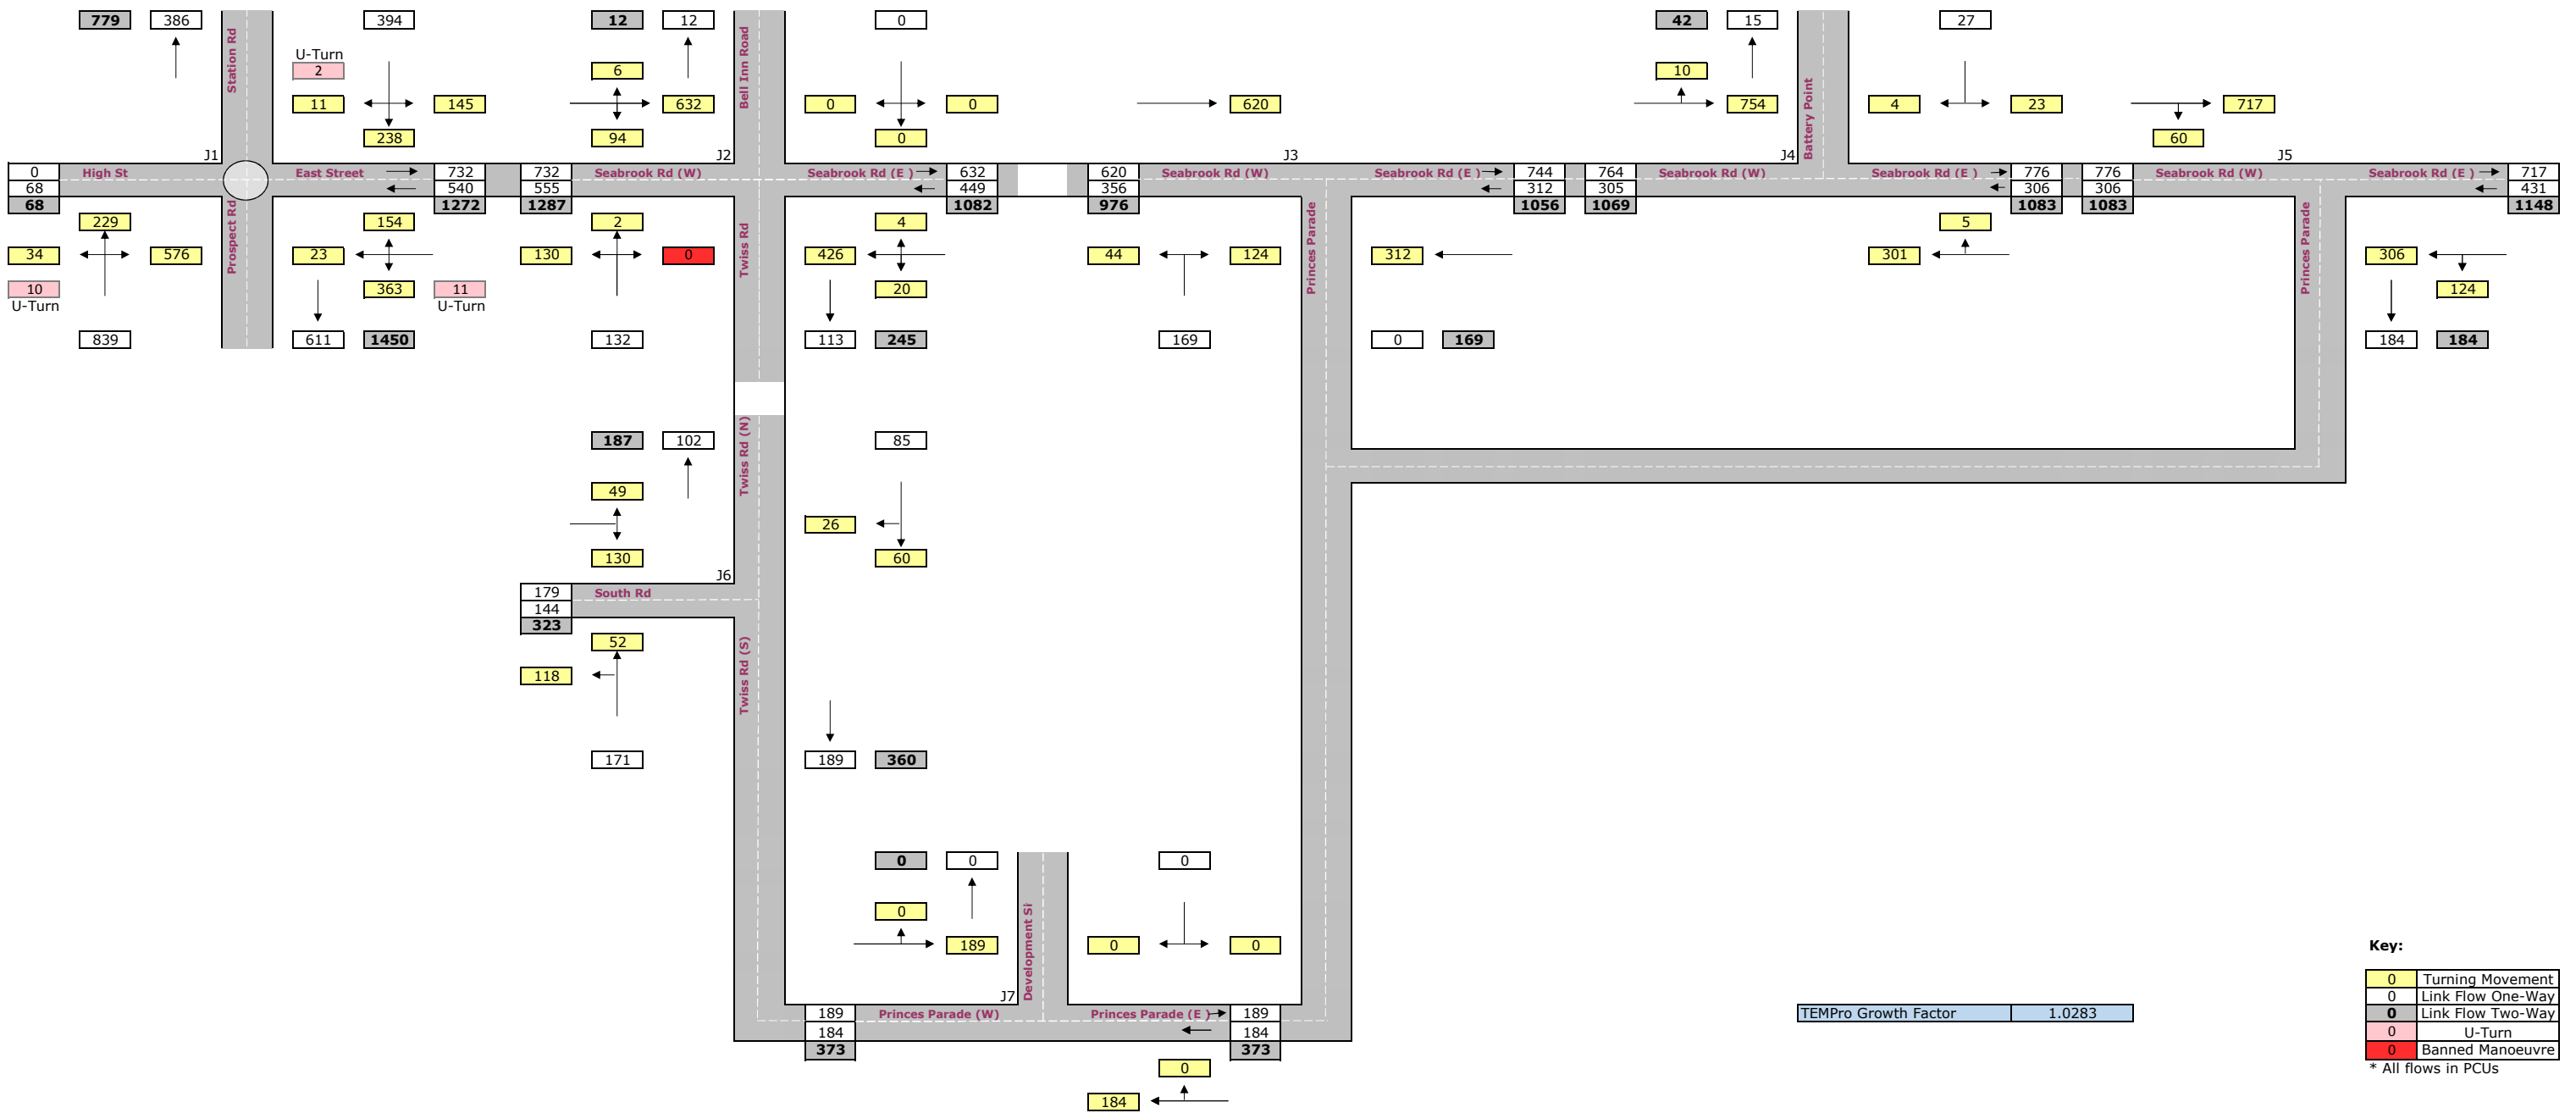 779 386 394 12 12 0 42 15 27
U-Turn
2 6 10
11 145 632 0 0 620 754 4 23 717
238 94 0 60
J1 J2 J3 J4 J5
Station Rd
Bell Inn Road
Battery Point
0 High St East Street 732 732 Seabrook Rd (W) Seabrook Rd (E ) 632 620 Seabrook Rd (W) Seabrook Rd (E ) 744 764 Seabrook Rd (W) Seabrook Rd (E ) 776 776 Seabrook Rd (W) Seabrook Rd (E ) 717
68 540 555 449 356 312 305 306 306 431
68 1272 1287 1082 976 1056 1069 1083 1083 1148
229 154 2 4 5
Prospect Rd
Twiss Rd
Princes Parade
Princes Parade
34 576 23 130 0 426 44 124 312 301 306
10 363 11 20 124
U-Turn U-Turn
839 611 1450 132 113 245 169 0 169 184 184
187 102 85
Twiss Rd (N)
49
26
130 60
J6
179 South Rd
144
323
52
Twiss Rd (S)
118
171 189 360
0 0 0
0
189 0 0
Development Si
J7
189 Princes Parade (W) Princes Parade (E ) 189
184 184
373 373
0
184
TEMPro Growth Factor 1.0283
Key:
0 Turning Movement
0 Link Flow One-Way
0 Link Flow Two-Way
0 U-Turn
0 Banned Manoeuvre
* All flows in PCUs